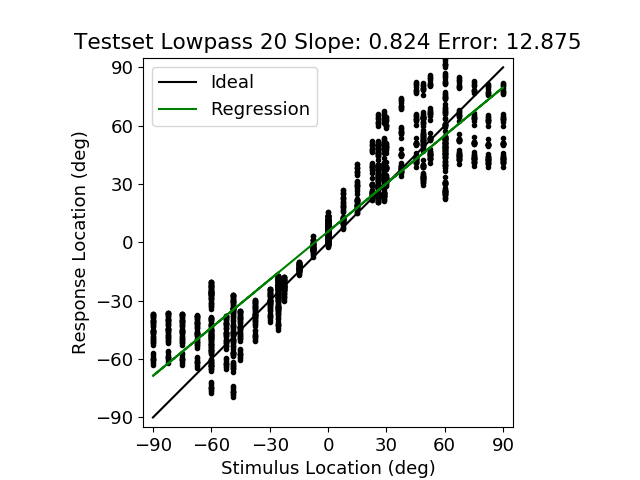 Testset Lowpass 20 Slope: 0.824 Error: 12.875
Ideal
Regression
Response Location (deg)
90
60
30
0
−30
−60
−90
−90 −60 −30 0 30 60 90
Stimulus Location (deg)